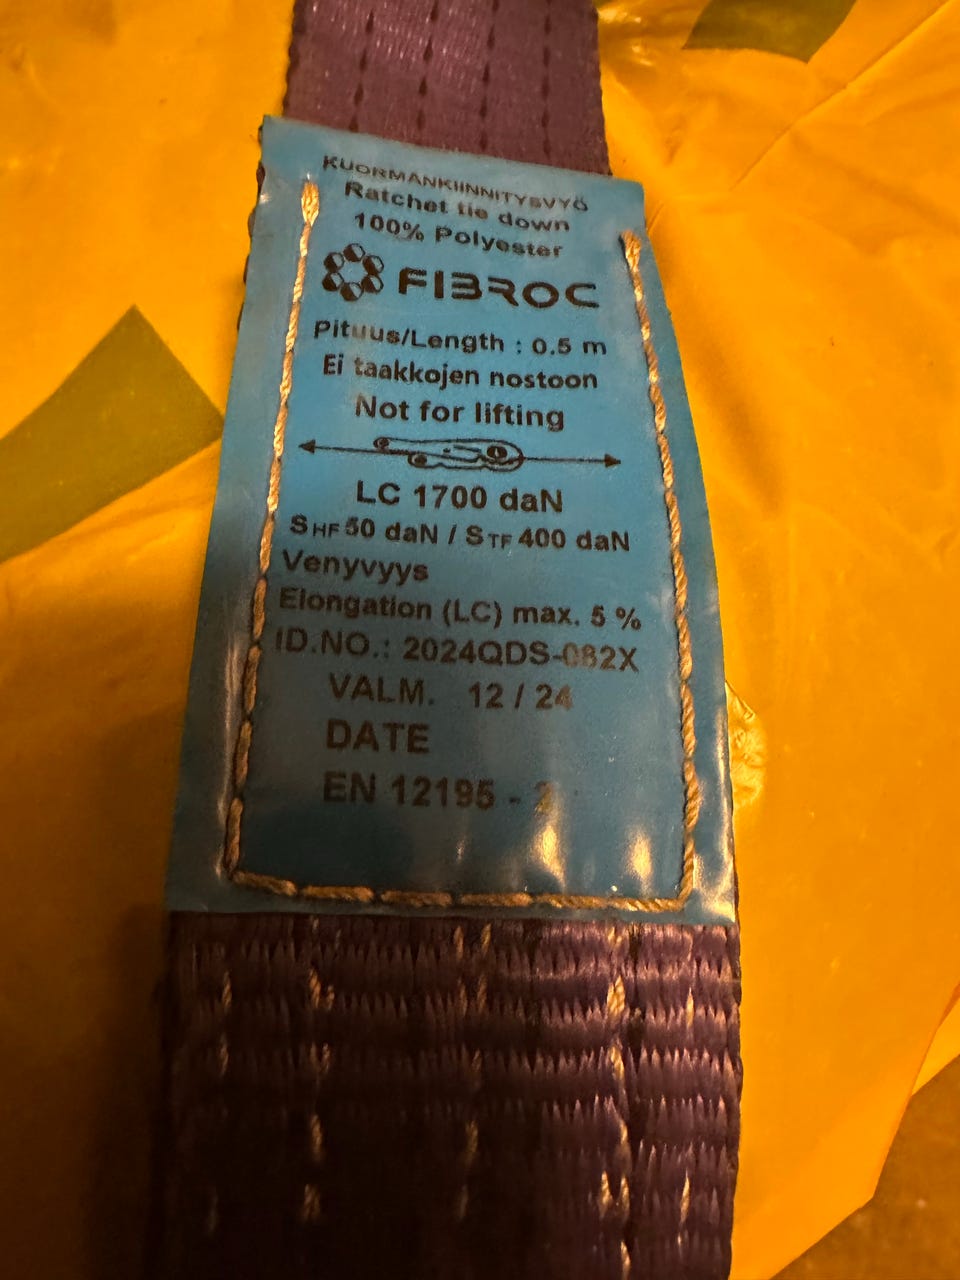 KUORMANKIINNITYSVYÖ
Ratchet tie down
100% Polyester
FIBROC
Pituus/Length : 0.5 m
Ei taakkojen nostoon
Not for lifting
LC 1700 daN
SHF 50 daN / STF 400 daN
Venyvyys
Elongation (LC) max. 5 %
ID.NO.: 2024QDS-082X
VALM. 12 / 24
DATE
EN 12195 -